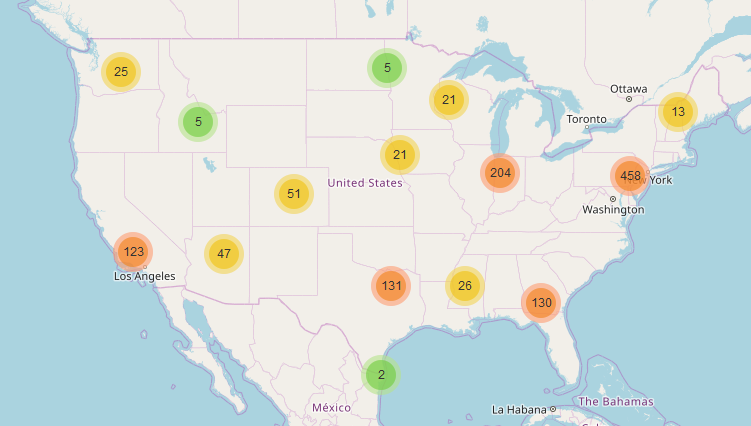 5
25
Ottawa
21
13
5
Toronto
21
204
458
New York
United States
51
Washington
123
47
Los Angeles
131
26
130
2
The Bahamas
México
La Habana